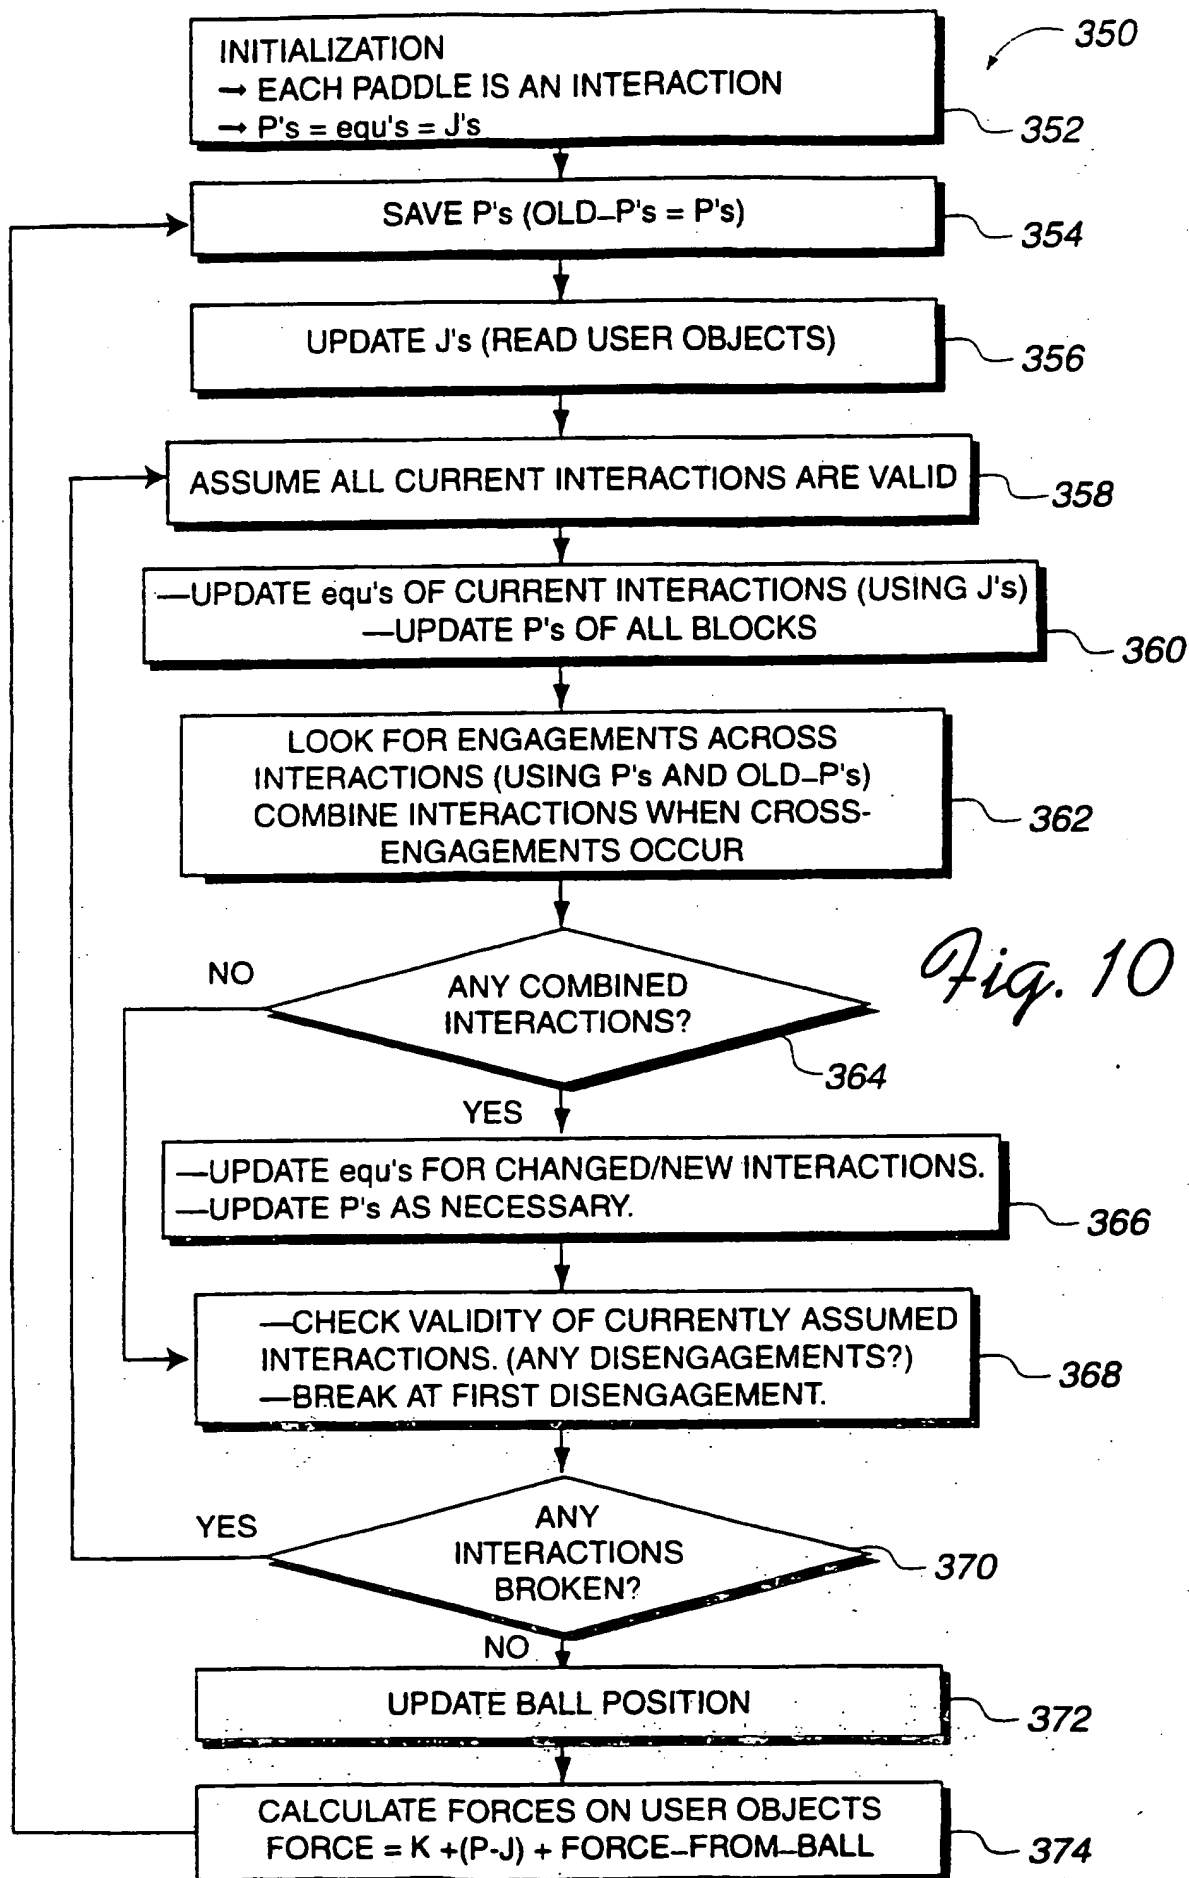 350
INITIALIZATION
→ EACH PADDLE IS AN INTERACTION
→ P's = equ's = J's
352
SAVE P's (OLD–P's = P's)
354
UPDATE J's (READ USER OBJECTS)
356
ASSUME ALL CURRENT INTERACTIONS ARE VALID
358
—UPDATE equ's OF CURRENT INTERACTIONS (USING J's)
—UPDATE P's OF ALL BLOCKS
360
LOOK FOR ENGAGEMENTS ACROSS
INTERACTIONS (USING P's AND OLD–P's)
COMBINE INTERACTIONS WHEN CROSS-
ENGAGEMENTS OCCUR
362
Fig. 10
NO
ANY COMBINED
INTERACTIONS?
364
YES
—UPDATE equ's FOR CHANGED/NEW INTERACTIONS.
—UPDATE P's AS NECESSARY.
366
—CHECK VALIDITY OF CURRENTLY ASSUMED
INTERACTIONS. (ANY DISENGAGEMENTS?)
—BREAK AT FIRST DISENGAGEMENT.
368
YES
ANY
INTERACTIONS
BROKEN?
370
NO
UPDATE BALL POSITION
372
CALCULATE FORCES ON USER OBJECTS
FORCE = K +(P-J) + FORCE–FROM–BALL
374